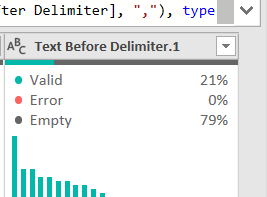 ter Delimiter], ","), type
ABC Text Before Delimiter.1
Valid 21%
Error 0%
Empty 79%